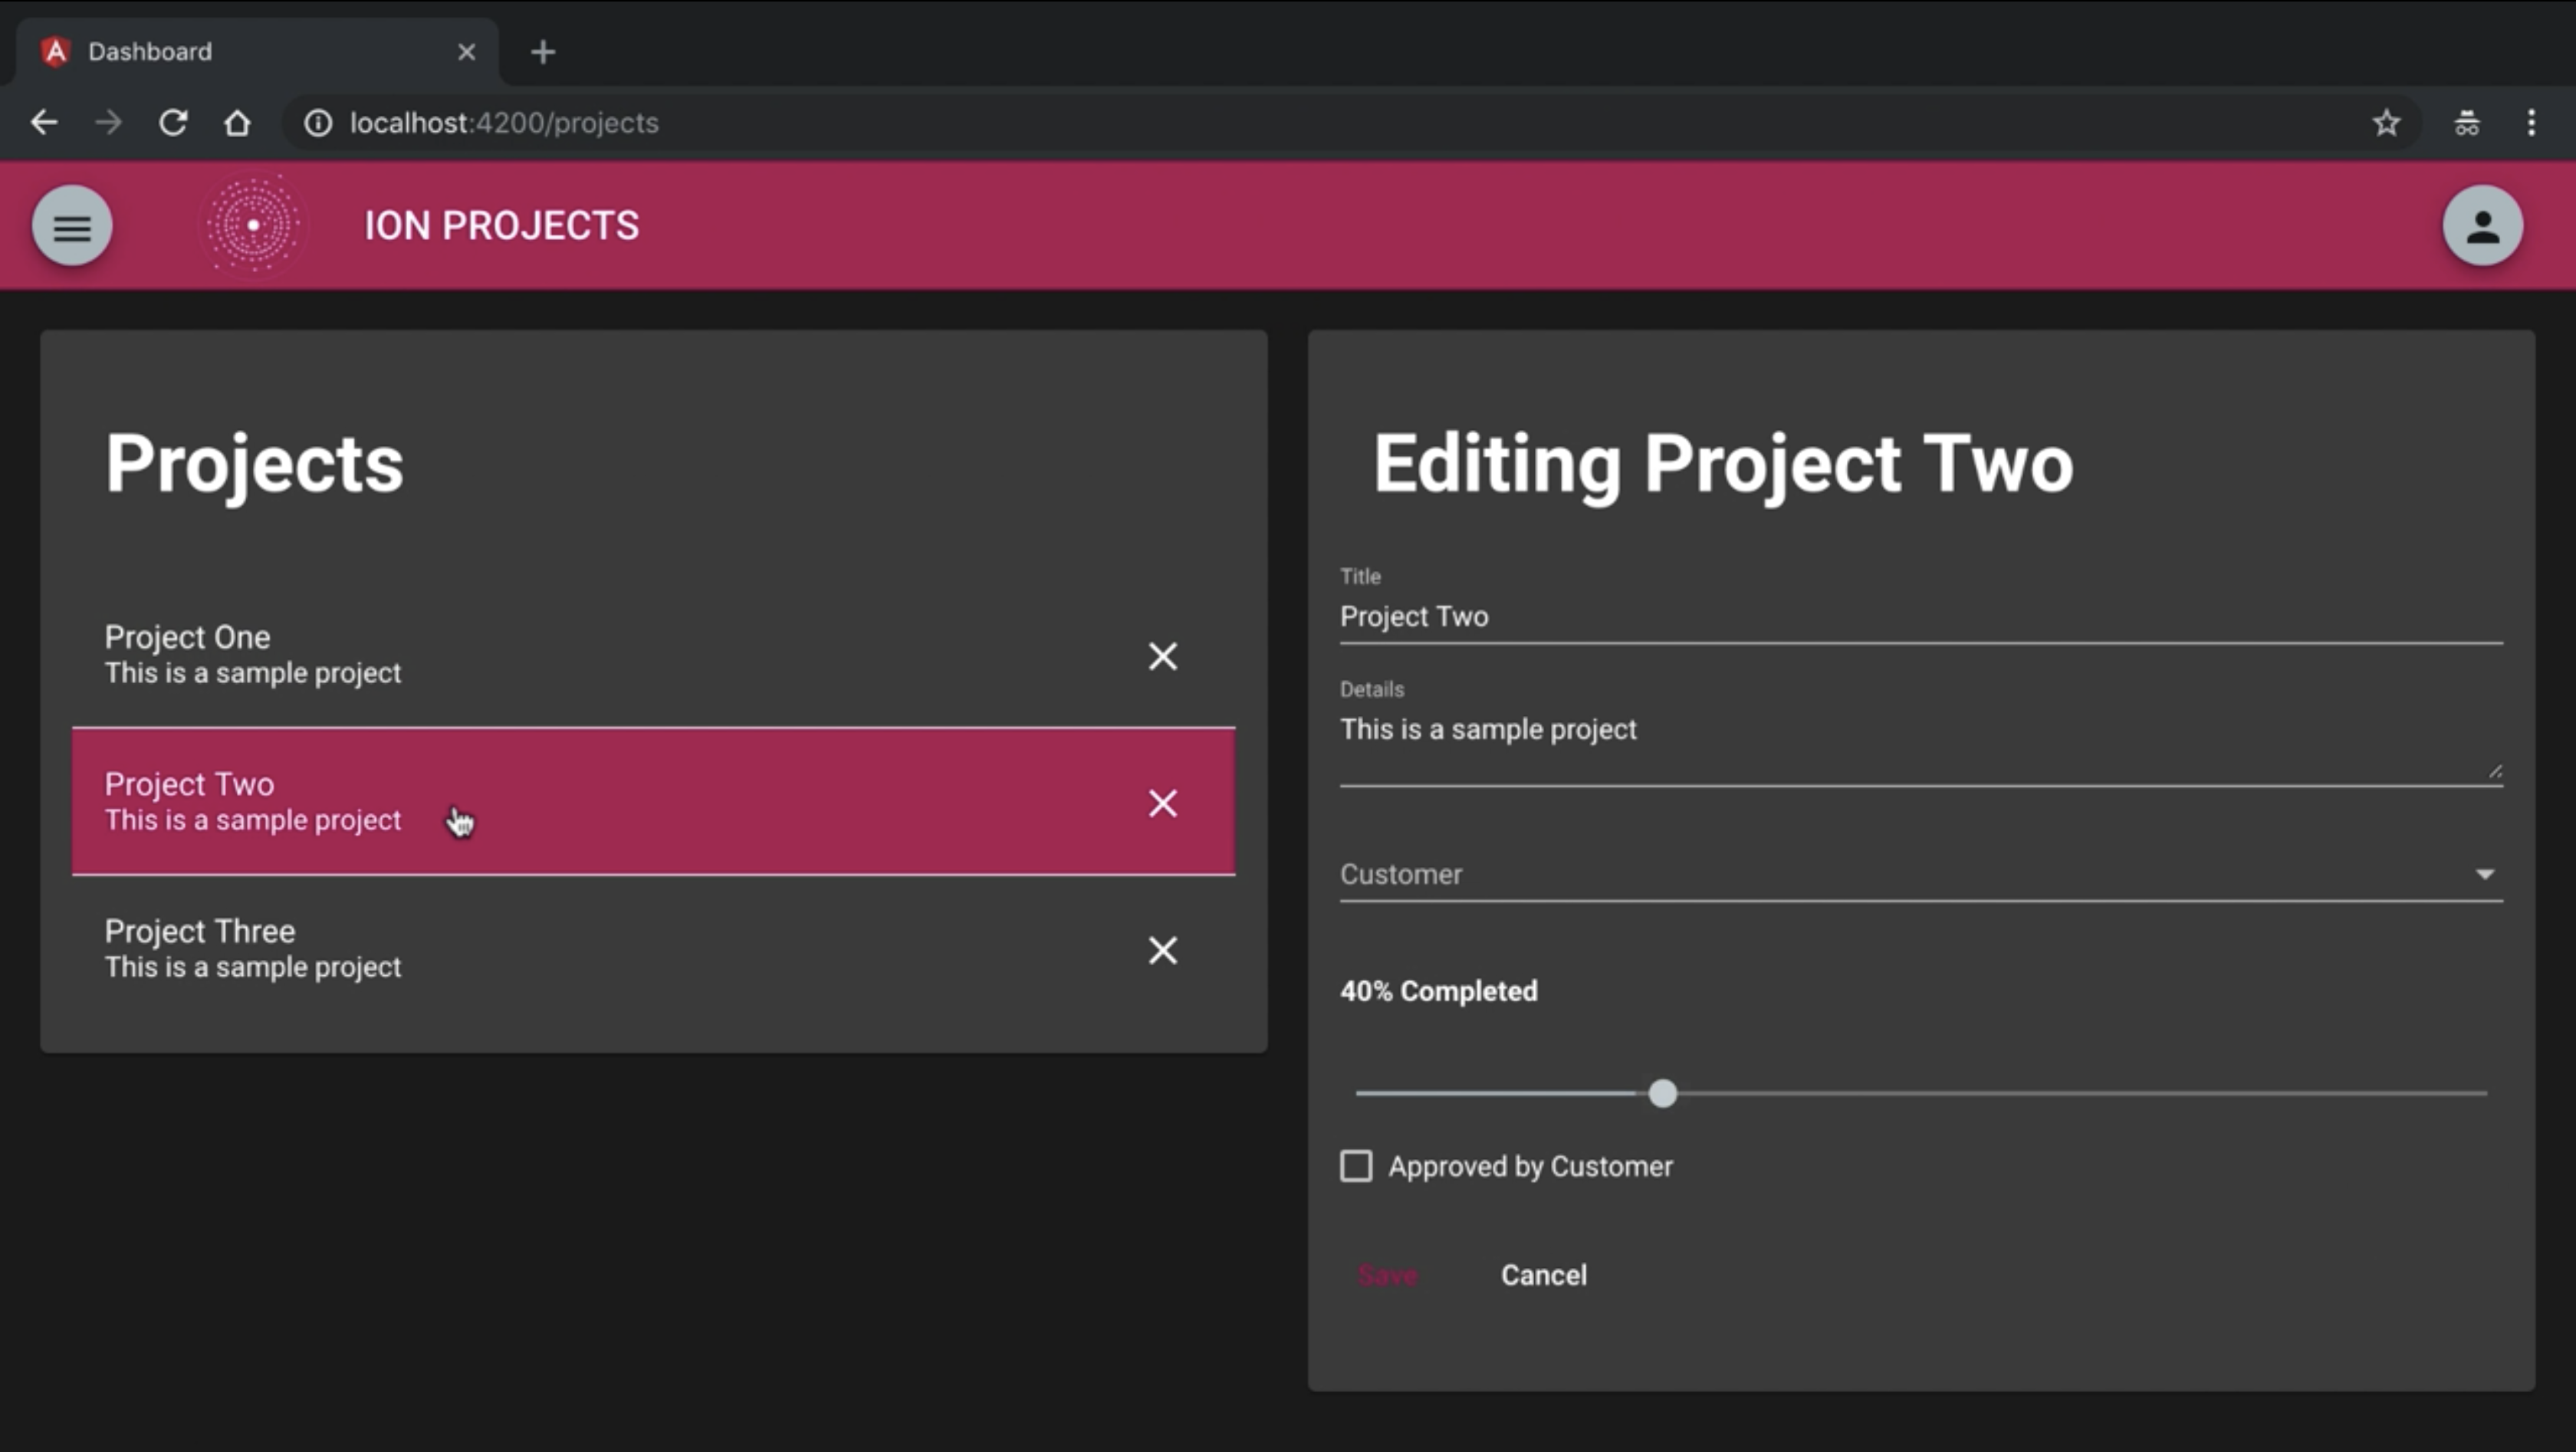 Dashboard
localhost:4200/projects
ION PROJECTS
Projects
Project One
This is a sample project
Project Two
This is a sample project
Project Three
This is a sample project
Editing Project Two
Title
Project Two
Details
This is a sample project
Customer
40% Completed
Approved by Customer
Save Cancel